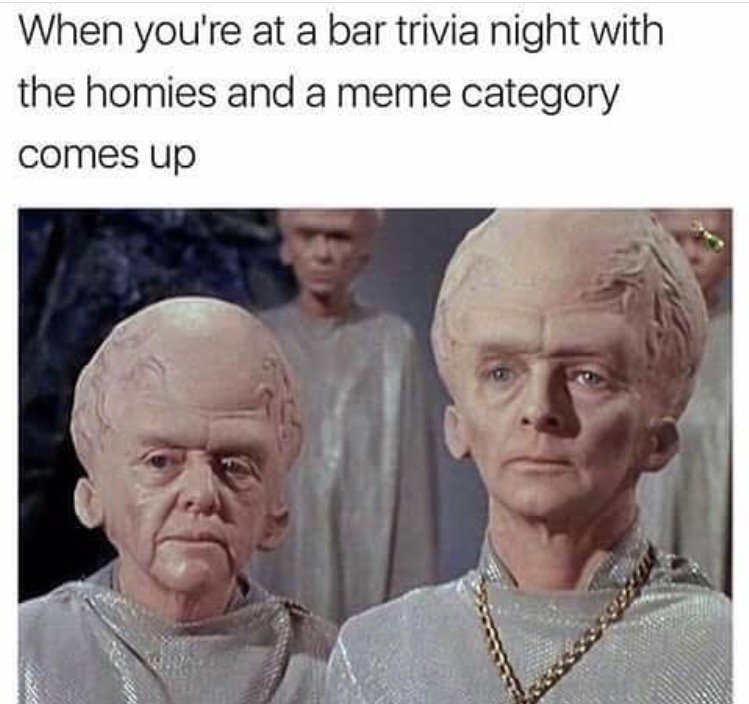 When you're at a bar trivia night with
the homies and a meme category
comes up